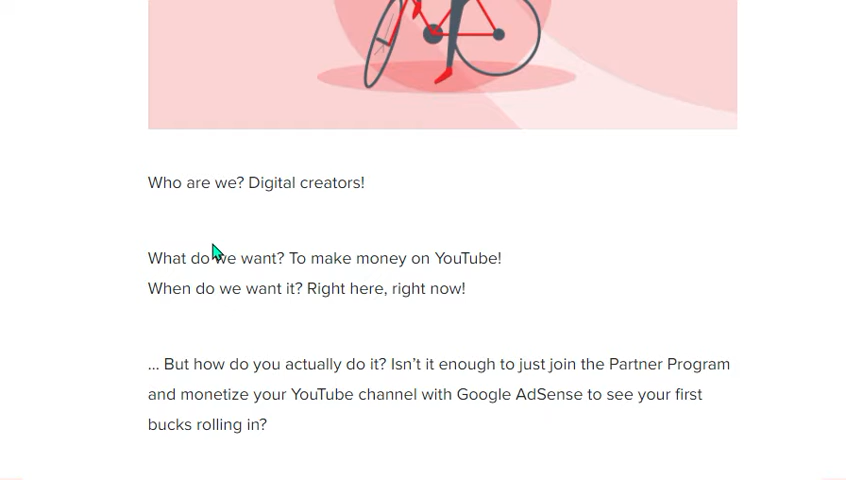 Who are we? Digital creators!
What do we want? To make money on YouTube!
When do we want it? Right here, right now!
... But how do you actually do it? Isn’t it enough to just join the Partner Program
and monetize your YouTube channel with Google AdSense to see your first
bucks rolling in?